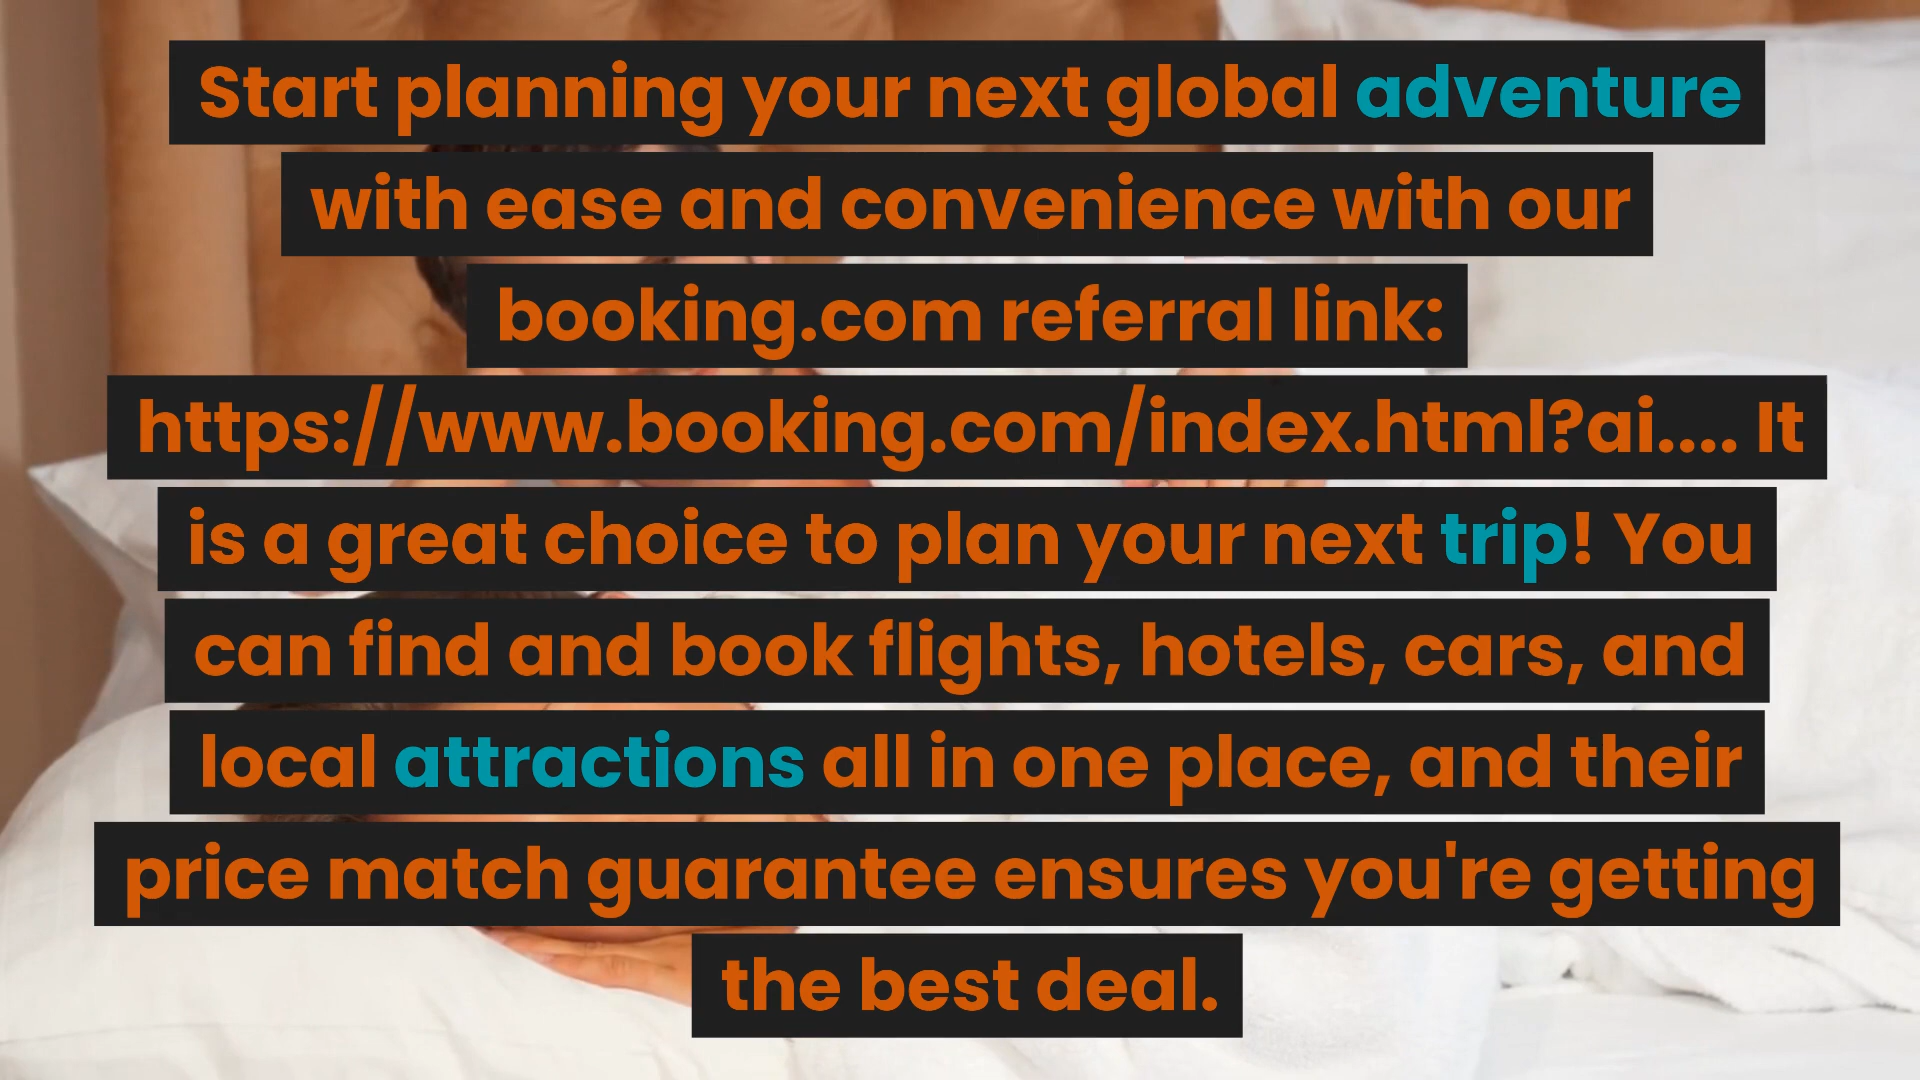 Start planning your next global adventure
with ease and convenience with our
booking.com referral link:
https://www.booking.com/index.html?ai.... It
is a great choice to plan your next trip! You
can find and book flights, hotels, cars, and
local attractions all in one place, and their
price match guarantee ensures you're getting
the best deal.